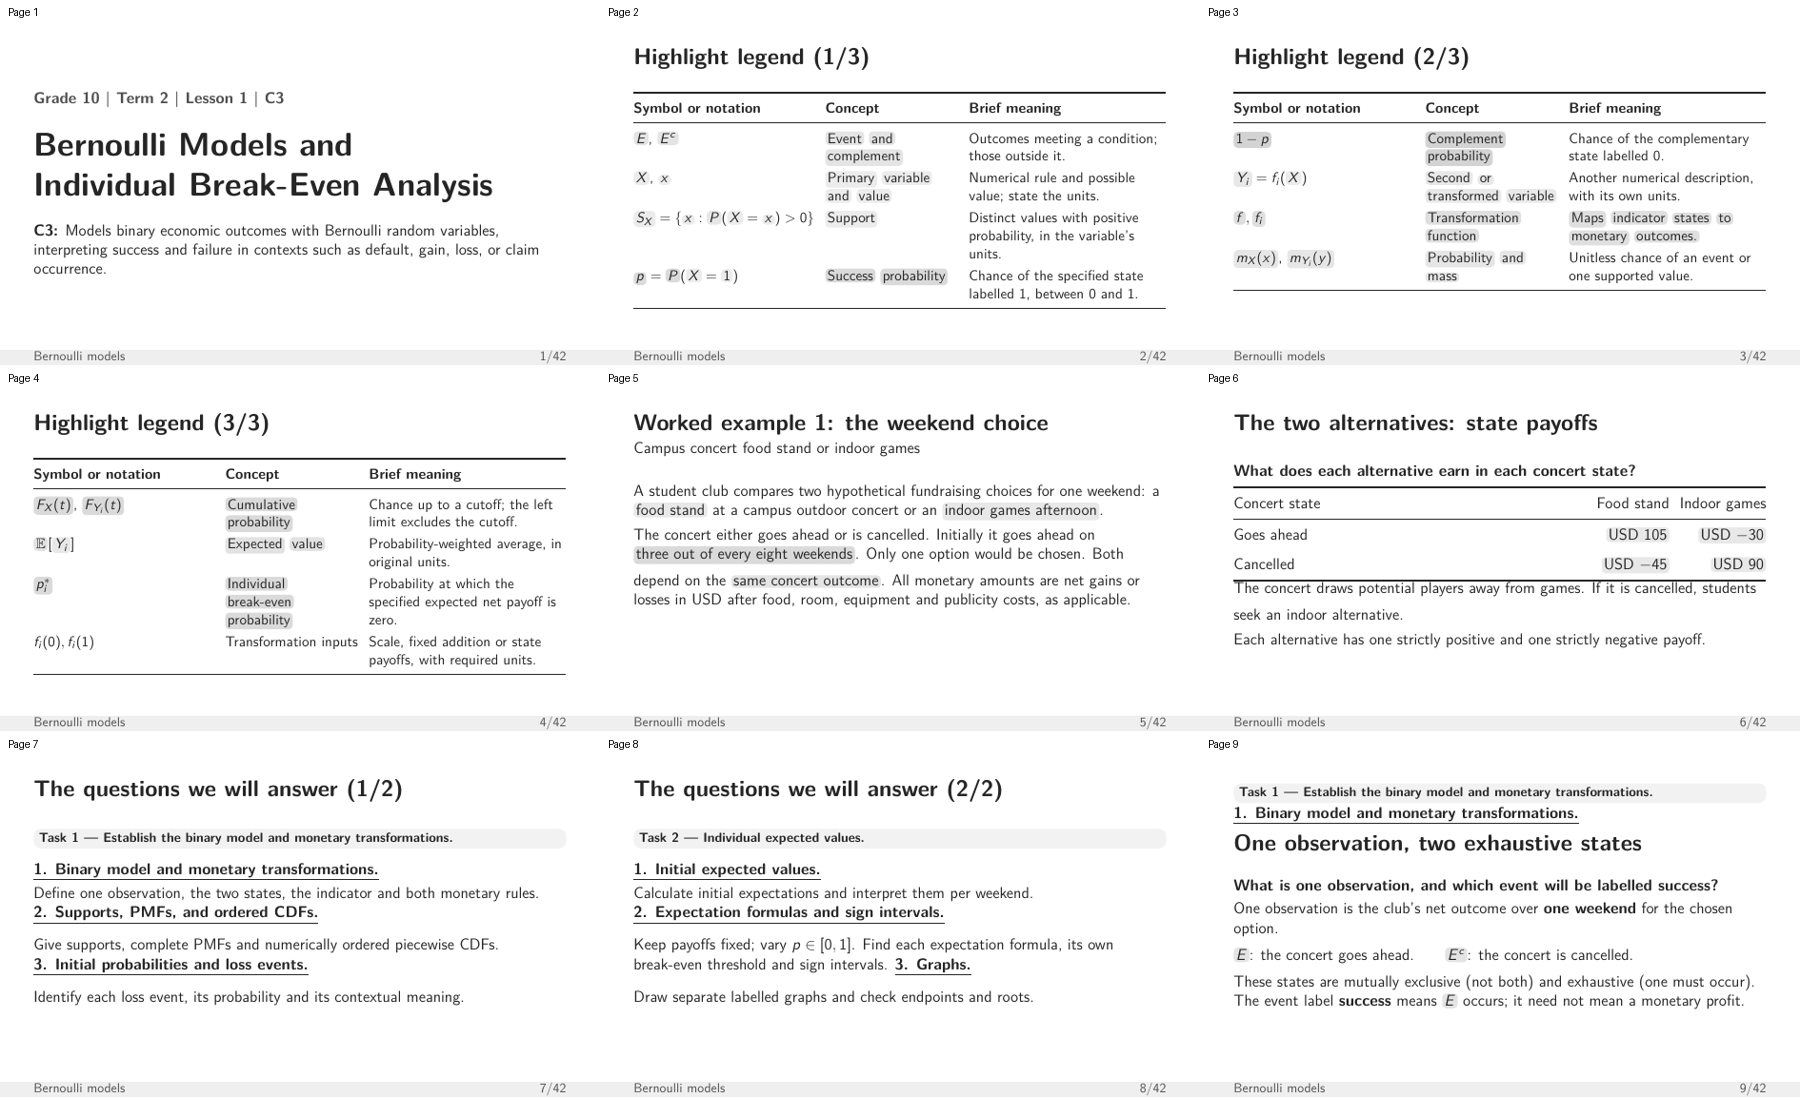 Page 1
Grade 10 | Term 2 | Lesson 1 | C3
Bernoulli Models and
Individual Break-Even Analysis
C3: Models binary economic outcomes with Bernoulli random variables,
interpreting success and failure in contexts such as default, gain, loss, or claim
occurrence.
Bernoulli models 1/42
Page 2
Highlight legend (1/3)
Symbol or notation Concept Brief meaning
E, Eᶜ Event and Outcomes meeting a condition;
complement those outside it.
X, x Primary variable Numerical rule and possible
and value value; state the units.
S_X = {x : P(X = x) > 0} Support Distinct values with positive
probability, in the variable's
units.
p = P(X = 1) Success probability Chance of the specified state
labelled 1, between 0 and 1.
Bernoulli models 2/42
Page 3
Highlight legend (2/3)
Symbol or notation Concept Brief meaning
1 − p Complement Chance of the complementary
probability state labelled 0.
Y_i = f_i(X) Second or Another numerical description,
transformed variable with its own units.
f, f_i Transformation Maps indicator states to
function monetary outcomes.
m_X(x), m_{Y_i}(y) Probability and Unitless chance of an event or
mass one supported value.
Bernoulli models 3/42
Page 4
Highlight legend (3/3)
Symbol or notation Concept Brief meaning
F_X(t), F_{Y_i}(t) Cumulative Chance up to a cutoff; the left
probability limit excludes the cutoff.
𝔼[Y_i] Expected value Probability-weighted average, in
original units.
p_i^* Individual Probability at which the
break-even specified expected net payoff is
probability zero.
f_i(0), f_i(1) Transformation inputs Scale, fixed addition or state
payoffs, with required units.
Bernoulli models 4/42
Page 5
Worked example 1: the weekend choice
Campus concert food stand or indoor games
A student club compares two hypothetical fundraising choices for one weekend: a
food stand at a campus outdoor concert or an indoor games afternoon.
The concert either goes ahead or is cancelled. Initially it goes ahead on
three out of every eight weekends. Only one option would be chosen. Both
depend on the same concert outcome. All monetary amounts are net gains or
losses in USD after food, room, equipment and publicity costs, as applicable.
Bernoulli models 5/42
Page 6
The two alternatives: state payoffs
What does each alternative earn in each concert state?
Concert state Food stand Indoor games
Goes ahead USD 105 USD −30
Cancelled USD −45 USD 90
The concert draws potential players away from games. If it is cancelled, students
seek an indoor alternative.
Each alternative has one strictly positive and one strictly negative payoff.
Bernoulli models 6/42
Page 7
The questions we will answer (1/2)
Task 1 — Establish the binary model and monetary transformations.
1. Binary model and monetary transformations.
Define one observation, the two states, the indicator and both monetary rules.
2. Supports, PMFs, and ordered CDFs.
Give supports, complete PMFs and numerically ordered piecewise CDFs.
3. Initial probabilities and loss events.
Identify each loss event, its probability and its contextual meaning.
Bernoulli models 7/42
Page 8
The questions we will answer (2/2)
Task 2 — Individual expected values.
1. Initial expected values.
Calculate initial expectations and interpret them per weekend.
2. Expectation formulas and sign intervals.
Keep payoffs fixed; vary p ∈ [0, 1]. Find each expectation formula, its own
break-even threshold and sign intervals. 3. Graphs.
Draw separate labelled graphs and check endpoints and roots.
Bernoulli models 8/42
Page 9
Task 1 — Establish the binary model and monetary transformations.
1. Binary model and monetary transformations.
One observation, two exhaustive states
What is one observation, and which event will be labelled success?
One observation is the club's net outcome over one weekend for the chosen
option.
E: the concert goes ahead. Eᶜ: the concert is cancelled.
These states are mutually exclusive (not both) and exhaustive (one must occur).
The event label success means E occurs; it need not mean a monetary profit.
Bernoulli models 9/42